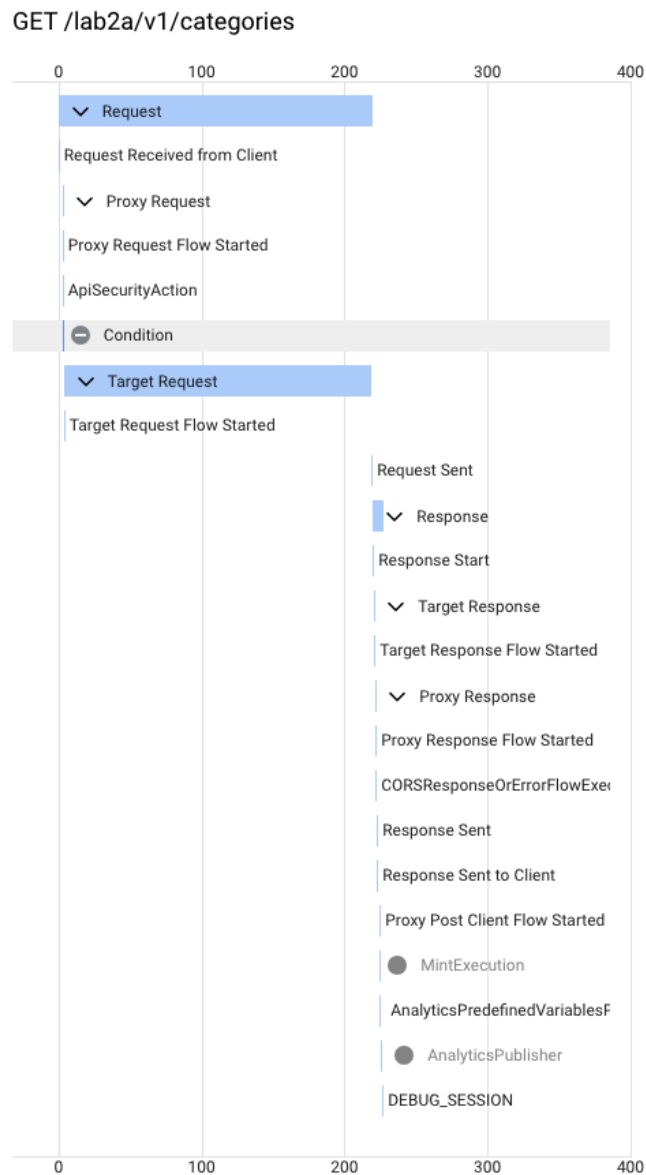 GET /lab2a/v1/categories
0 100 200 300 400
Request
Request Received from Client
Proxy Request
Proxy Request Flow Started
ApiSecurityAction
Condition
Target Request
Target Request Flow Started
Request Sent
Response
Response Start
Target Response
Target Response Flow Started
Proxy Response
Proxy Response Flow Started
CORSResponseOrErrorFlowExec
Response Sent
Response Sent to Client
Proxy Post Client Flow Started
MintExecution
AnalyticsPredefinedVariablesF
AnalyticsPublisher
DEBUG_SESSION
0 100 200 300 400